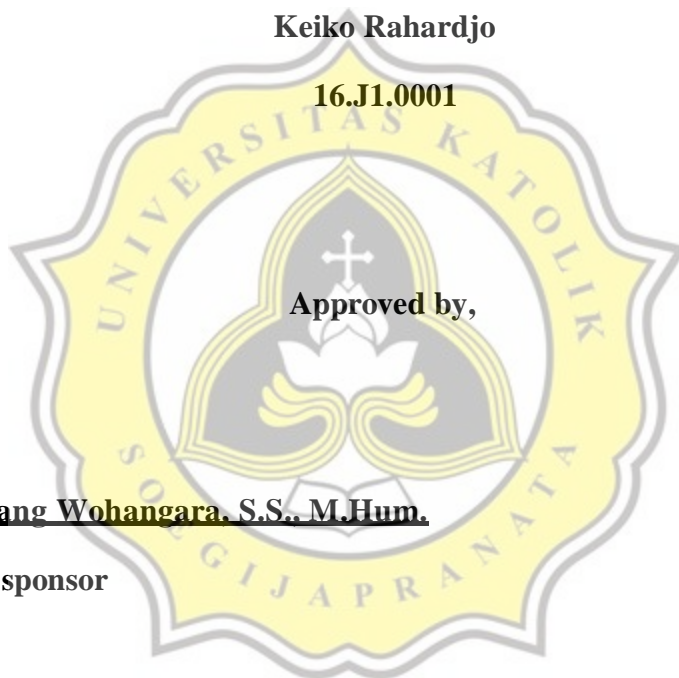 Keiko Rahardjo
16.J1.0001
UNIVERSITAS KATOLIK
Approved by,
ang Wohangara, S.S., M.Hum.
sponsor
SOEGIJAPRANATA